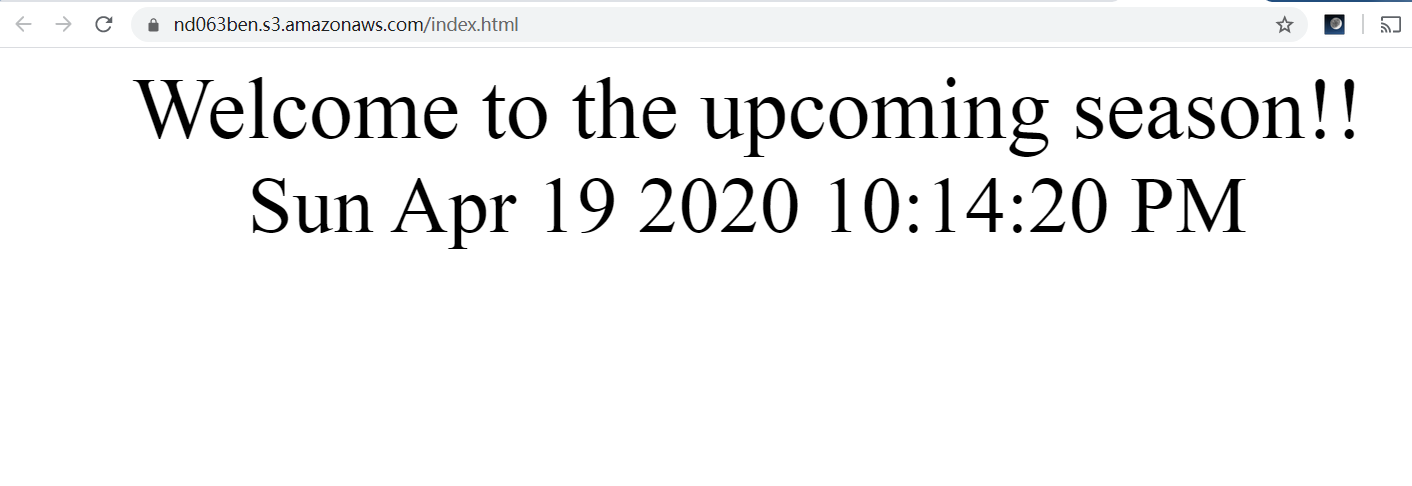 nd063ben.s3.amazonaws.com/index.html
Welcome to the upcoming season!!
Sun Apr 19 2020 10:14:20 PM